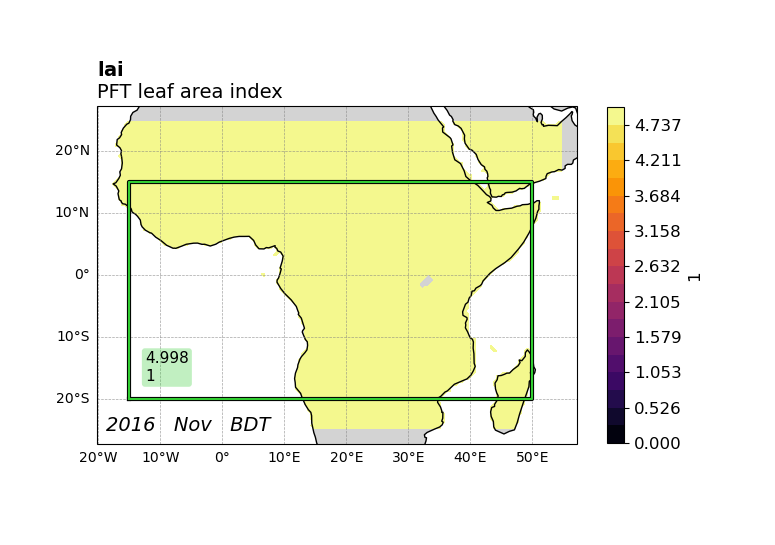 lai
PFT leaf area index
20°N
10°N
0°
10°S
20°S
20°W
10°W
0°
10°E
20°E
30°E
40°E
50°E
4.998
1
2016 Nov BDT
4.737
4.211
3.684
3.158
2.632
2.105
1.579
1.053
0.526
0.000
1